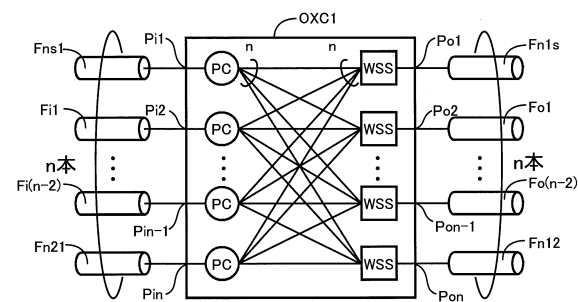 OXC1
Pi1
n
n
Po1
Fns1
PC
WSS
Fn1s
Fi1
Pi2
PC
WSS
Po2
Fo1
n本
n本
Fi(n-2)
PC
WSS
Fo(n-2)
Pin-1
Pon-1
Fn21
PC
WSS
Fn12
Pin
Pon